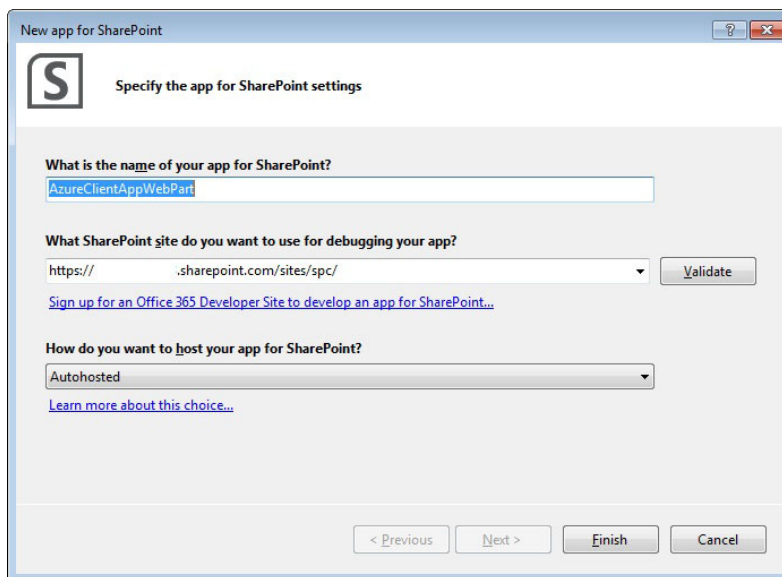 New app for SharePoint
S
Specify the app for SharePoint settings
What is the name of your app for SharePoint?
AzureClientAppWebPart
What SharePoint site do you want to use for debugging your app?
https:// .sharepoint.com/sites/spc/
Validate
Sign up for an Office 365 Developer Site to develop an app for SharePoint...
How do you want to host your app for SharePoint?
Autohosted
Learn more about this choice...
< Previous Next > Finish Cancel